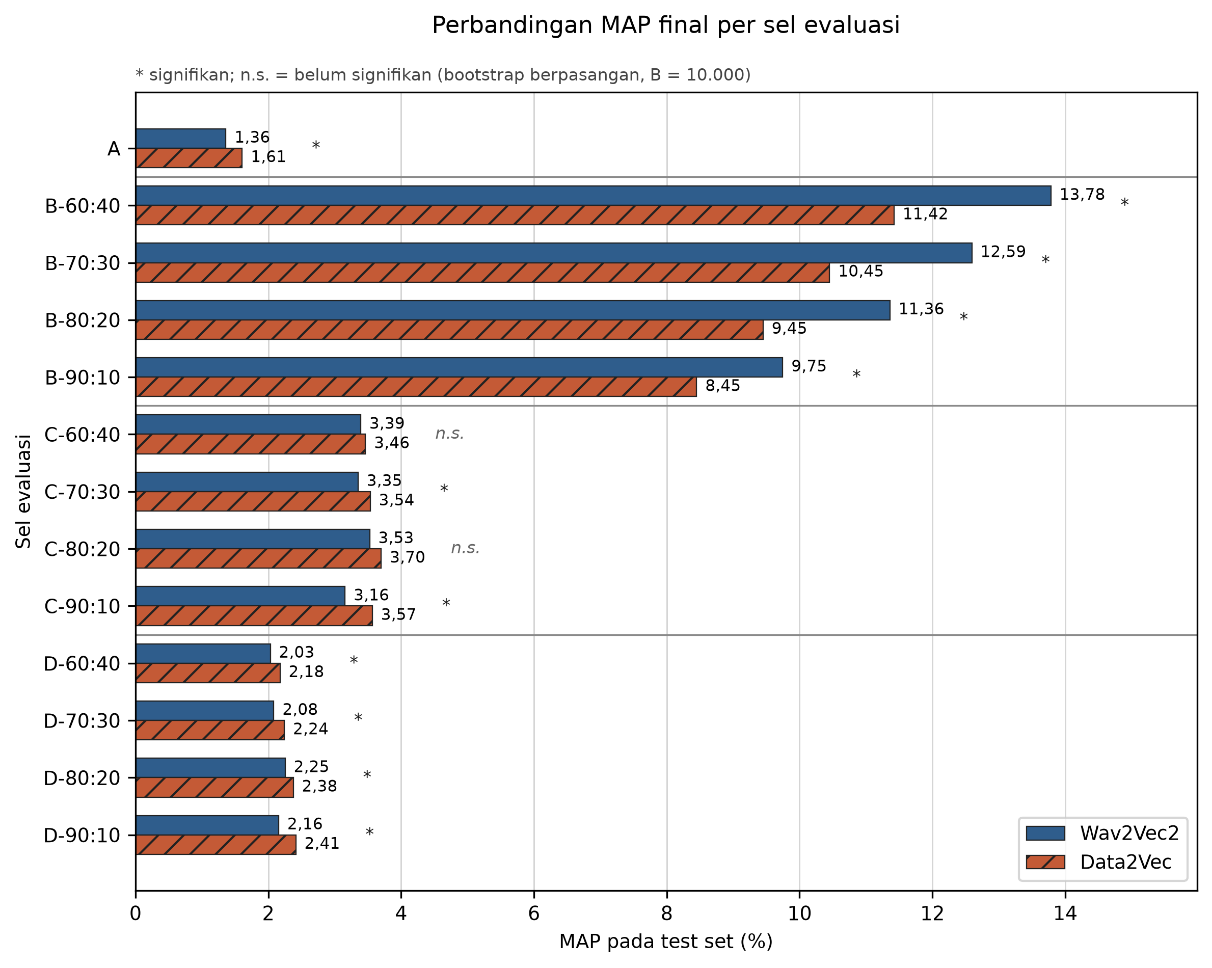 Perbandingan MAP final per sel evaluasi
* signifikan; n.s. = belum signifikan (bootstrap berpasangan, B = 10.000)
Sel evaluasi
A
1,36
1,61
*
B-60:40
13,78
11,42
*
B-70:30
12,59
10,45
*
B-80:20
11,36
9,45
*
B-90:10
9,75
8,45
*
C-60:40
3,39
3,46
n.s.
C-70:30
3,35
3,54
*
C-80:20
3,53
3,70
n.s.
C-90:10
3,16
3,57
*
D-60:40
2,03
2,18
*
D-70:30
2,08
2,24
*
D-80:20
2,25
2,38
*
D-90:10
2,16
2,41
*
Wav2Vec2
Data2Vec
0 2 4 6 8 10 12 14
MAP pada test set (%)